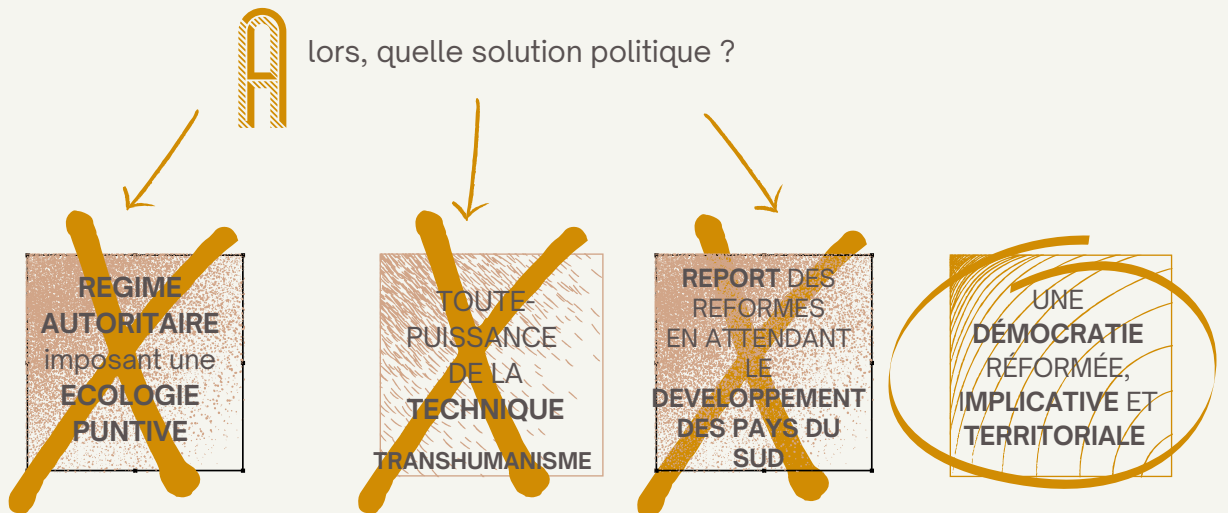 Alors, quelle solution politique ?
REGIME
AUTORITAIRE
imposant une
ECOLOGIE
PUNTIVE
TOUTE-
PUISSANCE
DE LA
TECHNIQUE
TRANSHUMANISME
REPORT DES
REFORMES
EN ATTENDANT
LE
DEVELOPPEMENT
DES PAYS DU
SUD
UNE
DÉMOCRATIE
RÉFORMÉE,
IMPLICATIVE ET
TERRITORIALE